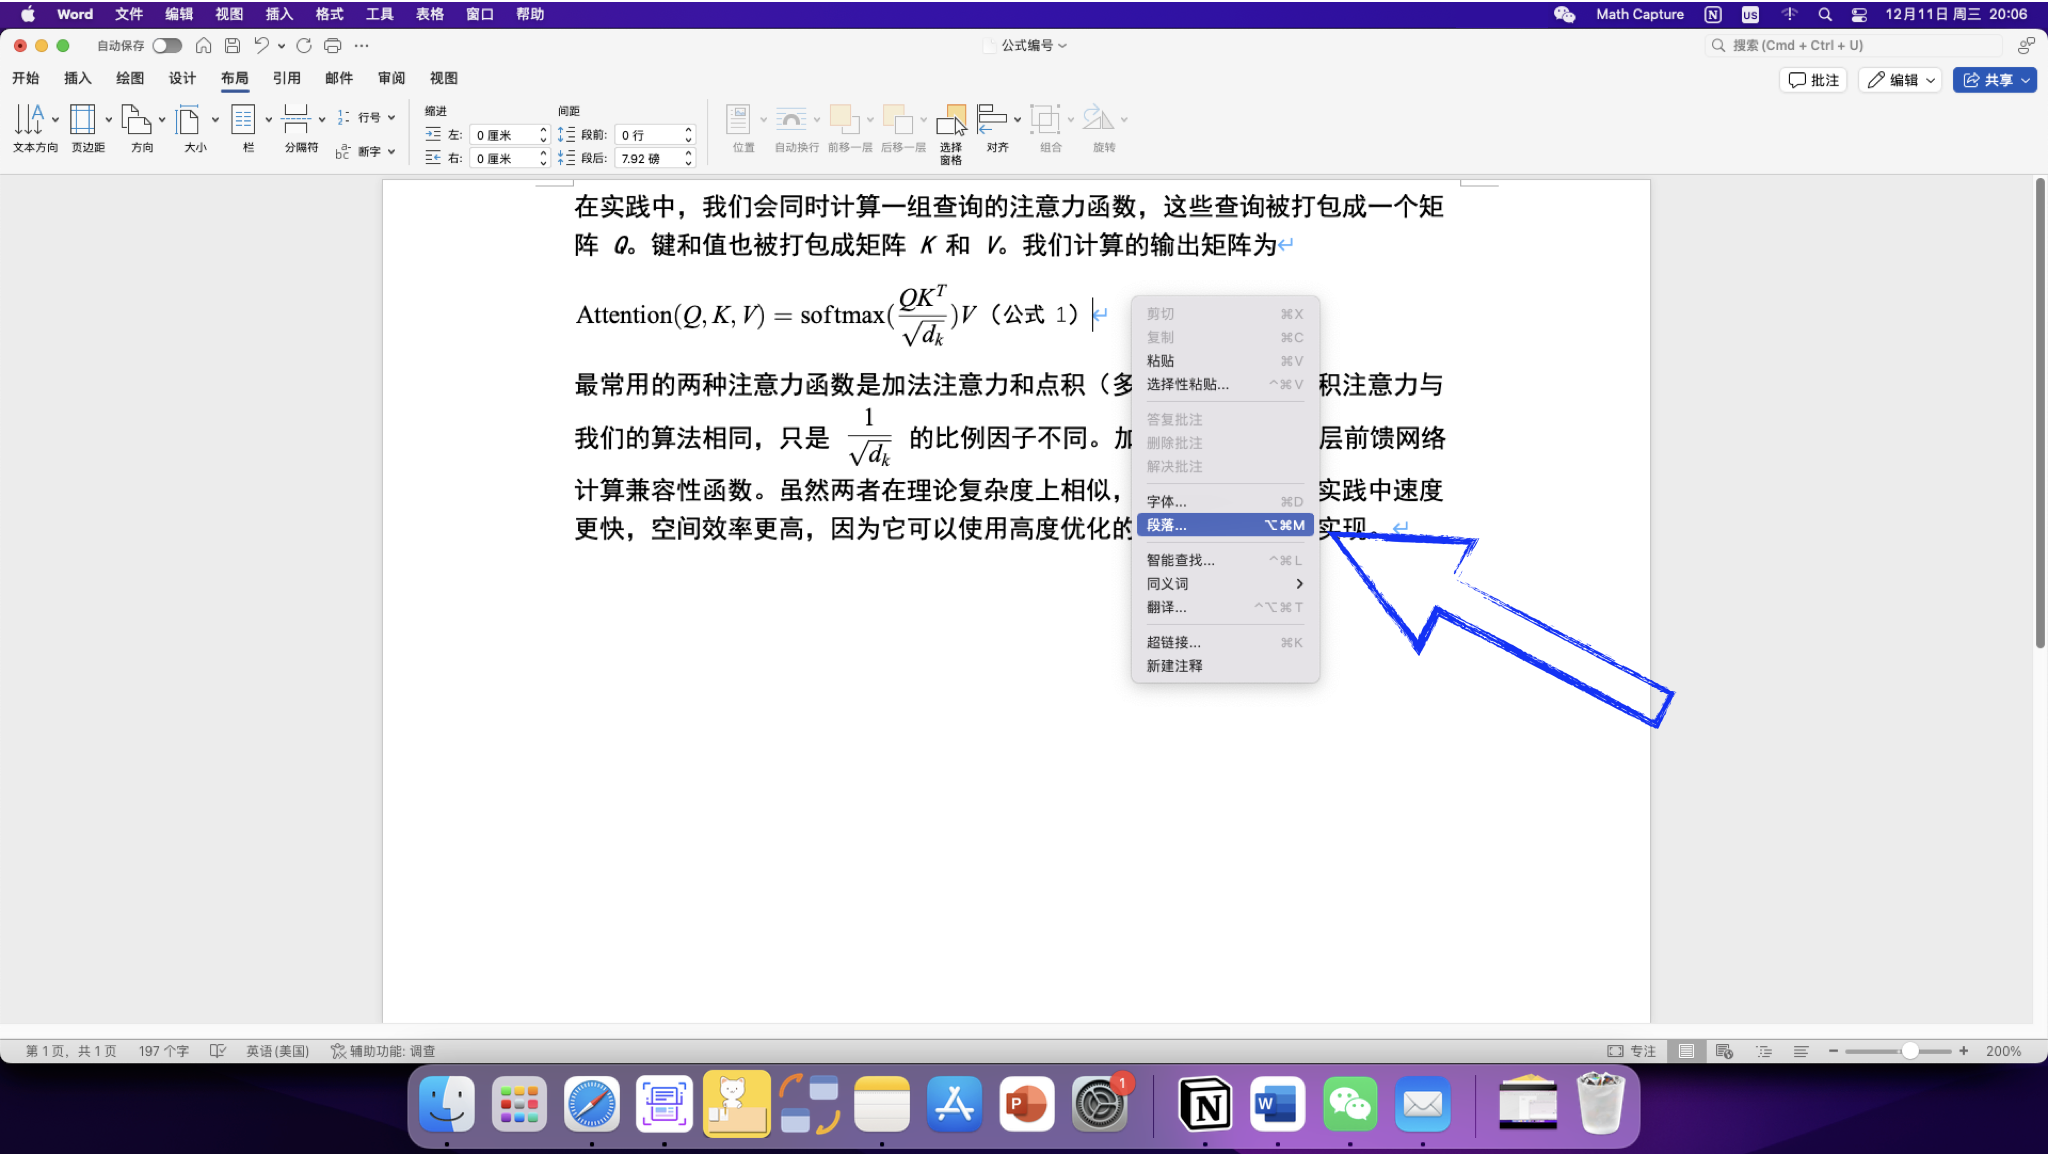 Word 文件 编辑 视图 插入 格式 工具 表格 窗口 帮助 Math Capture US 12月11日 周三 20:06
自动保存 公式编号 搜索 (Cmd + Ctrl + U)
开始 插入 绘图 设计 布局 引用 邮件 审阅 视图 批注 编辑 共享
文本方向 页边距 方向 大小 栏 分隔符 行号 断字
缩进 间距
左: 0 厘米 段前: 0 行
右: 0 厘米 段后: 7.92 磅
位置 自动换行 前移一层 后移一层 选择窗格 对齐 组合 旋转
在实践中，我们会同时计算一组查询的注意力函数，这些查询被打包成一个矩
阵 Q。键和值也被打包成矩阵 K 和 V。我们计算的输出矩阵为↵
Attention(Q, K, V) = softmax(QK^T/√d_k)V（公式 1）↵
最常用的两种注意力函数是加法注意力和点积（多 积注意力与
我们的算法相同，只是 1/√d_k 的比例因子不同。加 层前馈网络
计算兼容性函数。虽然两者在理论复杂度上相似， 实践中速度
更快，空间效率更高，因为它可以使用高度优化的 实现。↵
剪切 ⌘X
复制 ⌘C
粘贴 ⌘V
选择性粘贴... ^⌘V
答复批注
删除批注
解决批注
字体... ⌘D
段落... ⌥⌘M
智能查找... ^⌘L
同义词 >
翻译... ^⌥⌘T
超链接... ⌘K
新建注释
第 1 页，共 1 页 197 个字 英语 (美国) 辅助功能: 调查 专注 200%
1